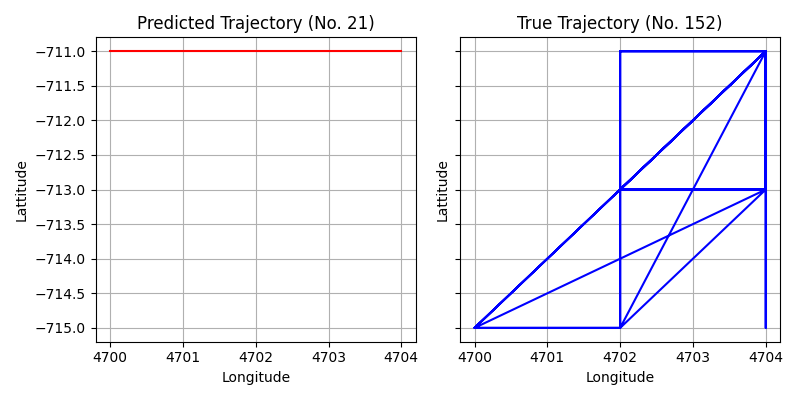 Predicted Trajectory (No. 21)
Lattitude
−711.0
−711.5
−712.0
−712.5
−713.0
−713.5
−714.0
−714.5
−715.0
4700 4701 4702 4703 4704
Longitude
True Trajectory (No. 152)
Lattitude
4700 4701 4702 4703 4704
Longitude